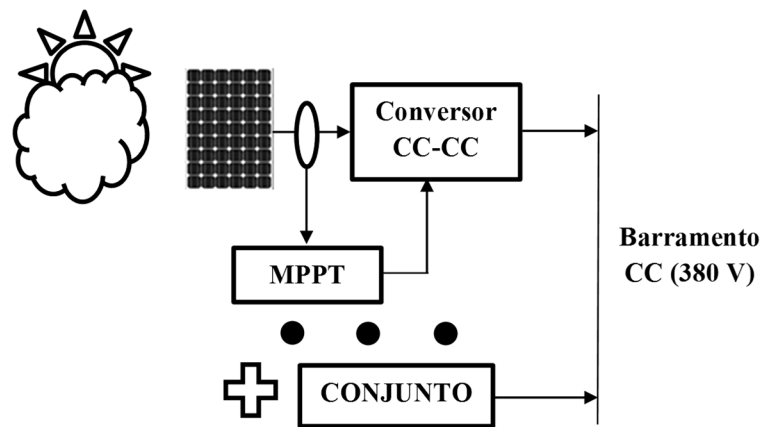 Conversor
CC-CC
MPPT
Barramento
CC (380 V)
CONJUNTO